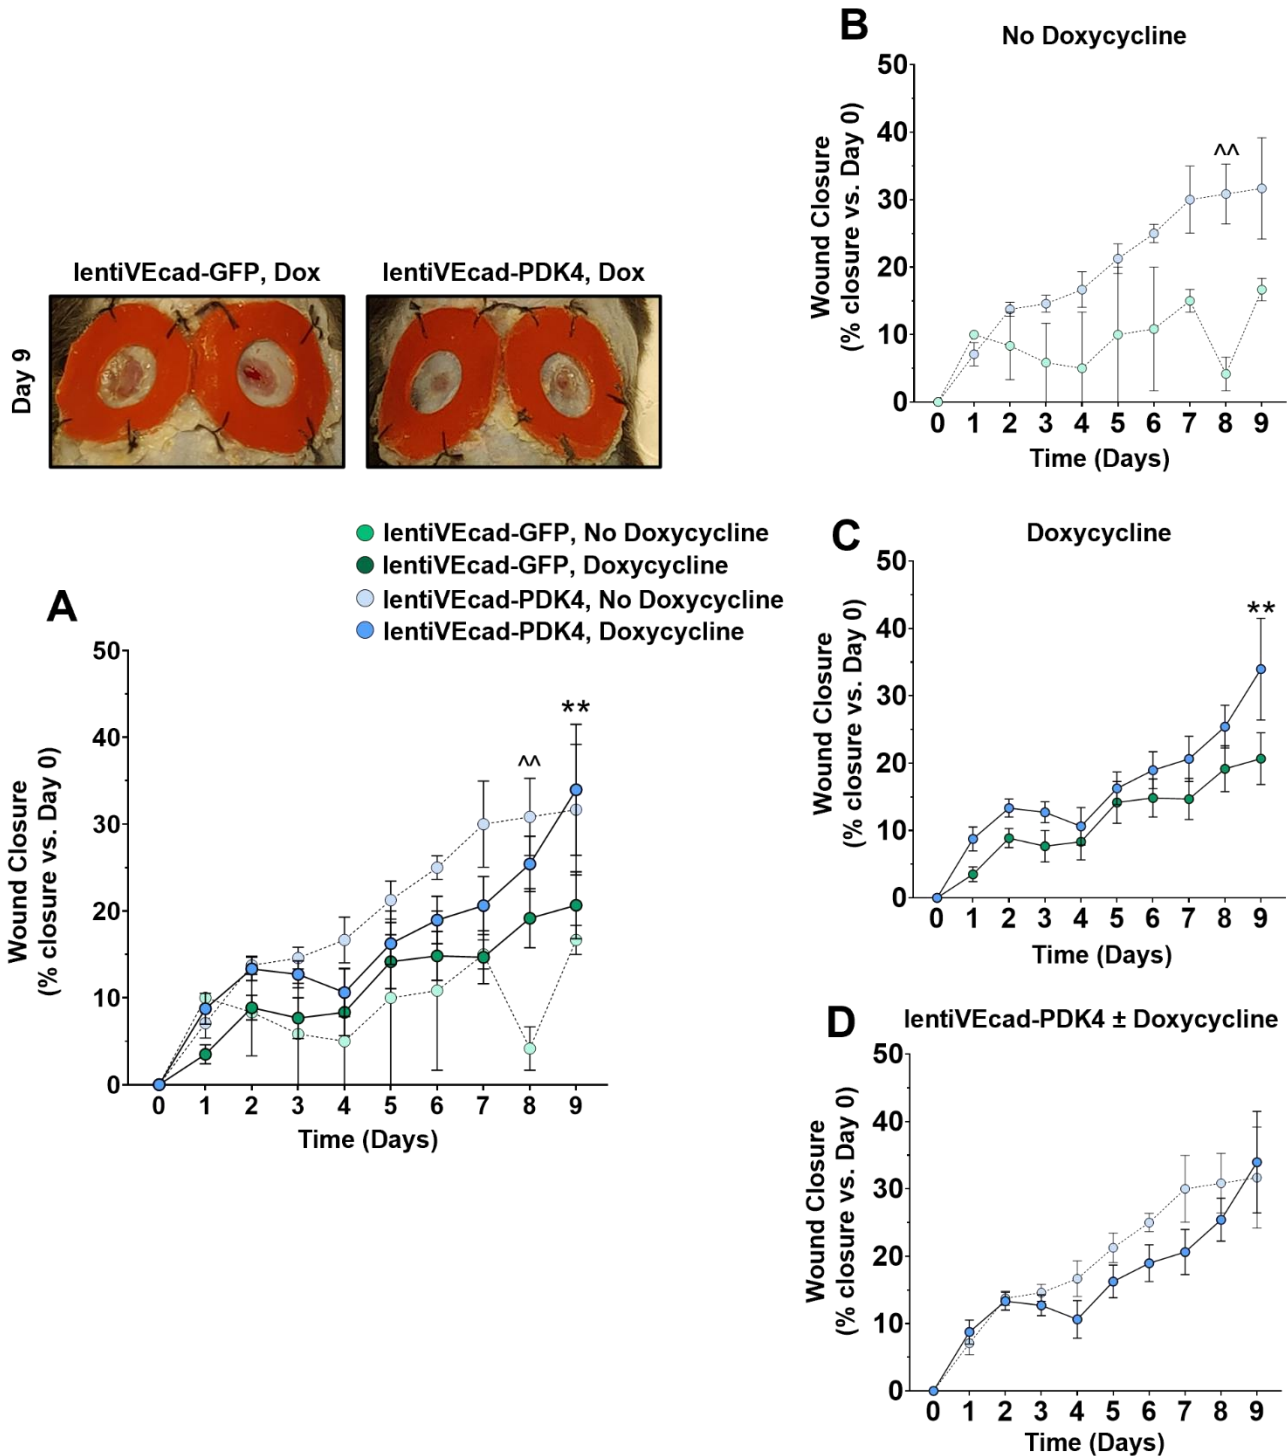 lentiVEcad-GFP, Dox
lentiVEcad-PDK4, Dox
Day 9
lentiVEcad-GFP, No Doxycycline
lentiVEcad-GFP, Doxycycline
lentiVEcad-PDK4, No Doxycycline
lentiVEcad-PDK4, Doxycycline
A
50
40
30
20
10
0
Wound Closure
(% closure vs. Day 0)
^^
**
0 1 2 3 4 5 6 7 8 9
Time (Days)
B
No Doxycycline
50
40
30
20
10
0
Wound Closure
(% closure vs. Day 0)
^^
0 1 2 3 4 5 6 7 8 9
Time (Days)
C
Doxycycline
50
40
30
20
10
0
Wound Closure
(% closure vs. Day 0)
**
0 1 2 3 4 5 6 7 8 9
Time (Days)
D
lentiVEcad-PDK4 ± Doxycycline
50
40
30
20
10
0
Wound Closure
(% closure vs. Day 0)
0 1 2 3 4 5 6 7 8 9
Time (Days)